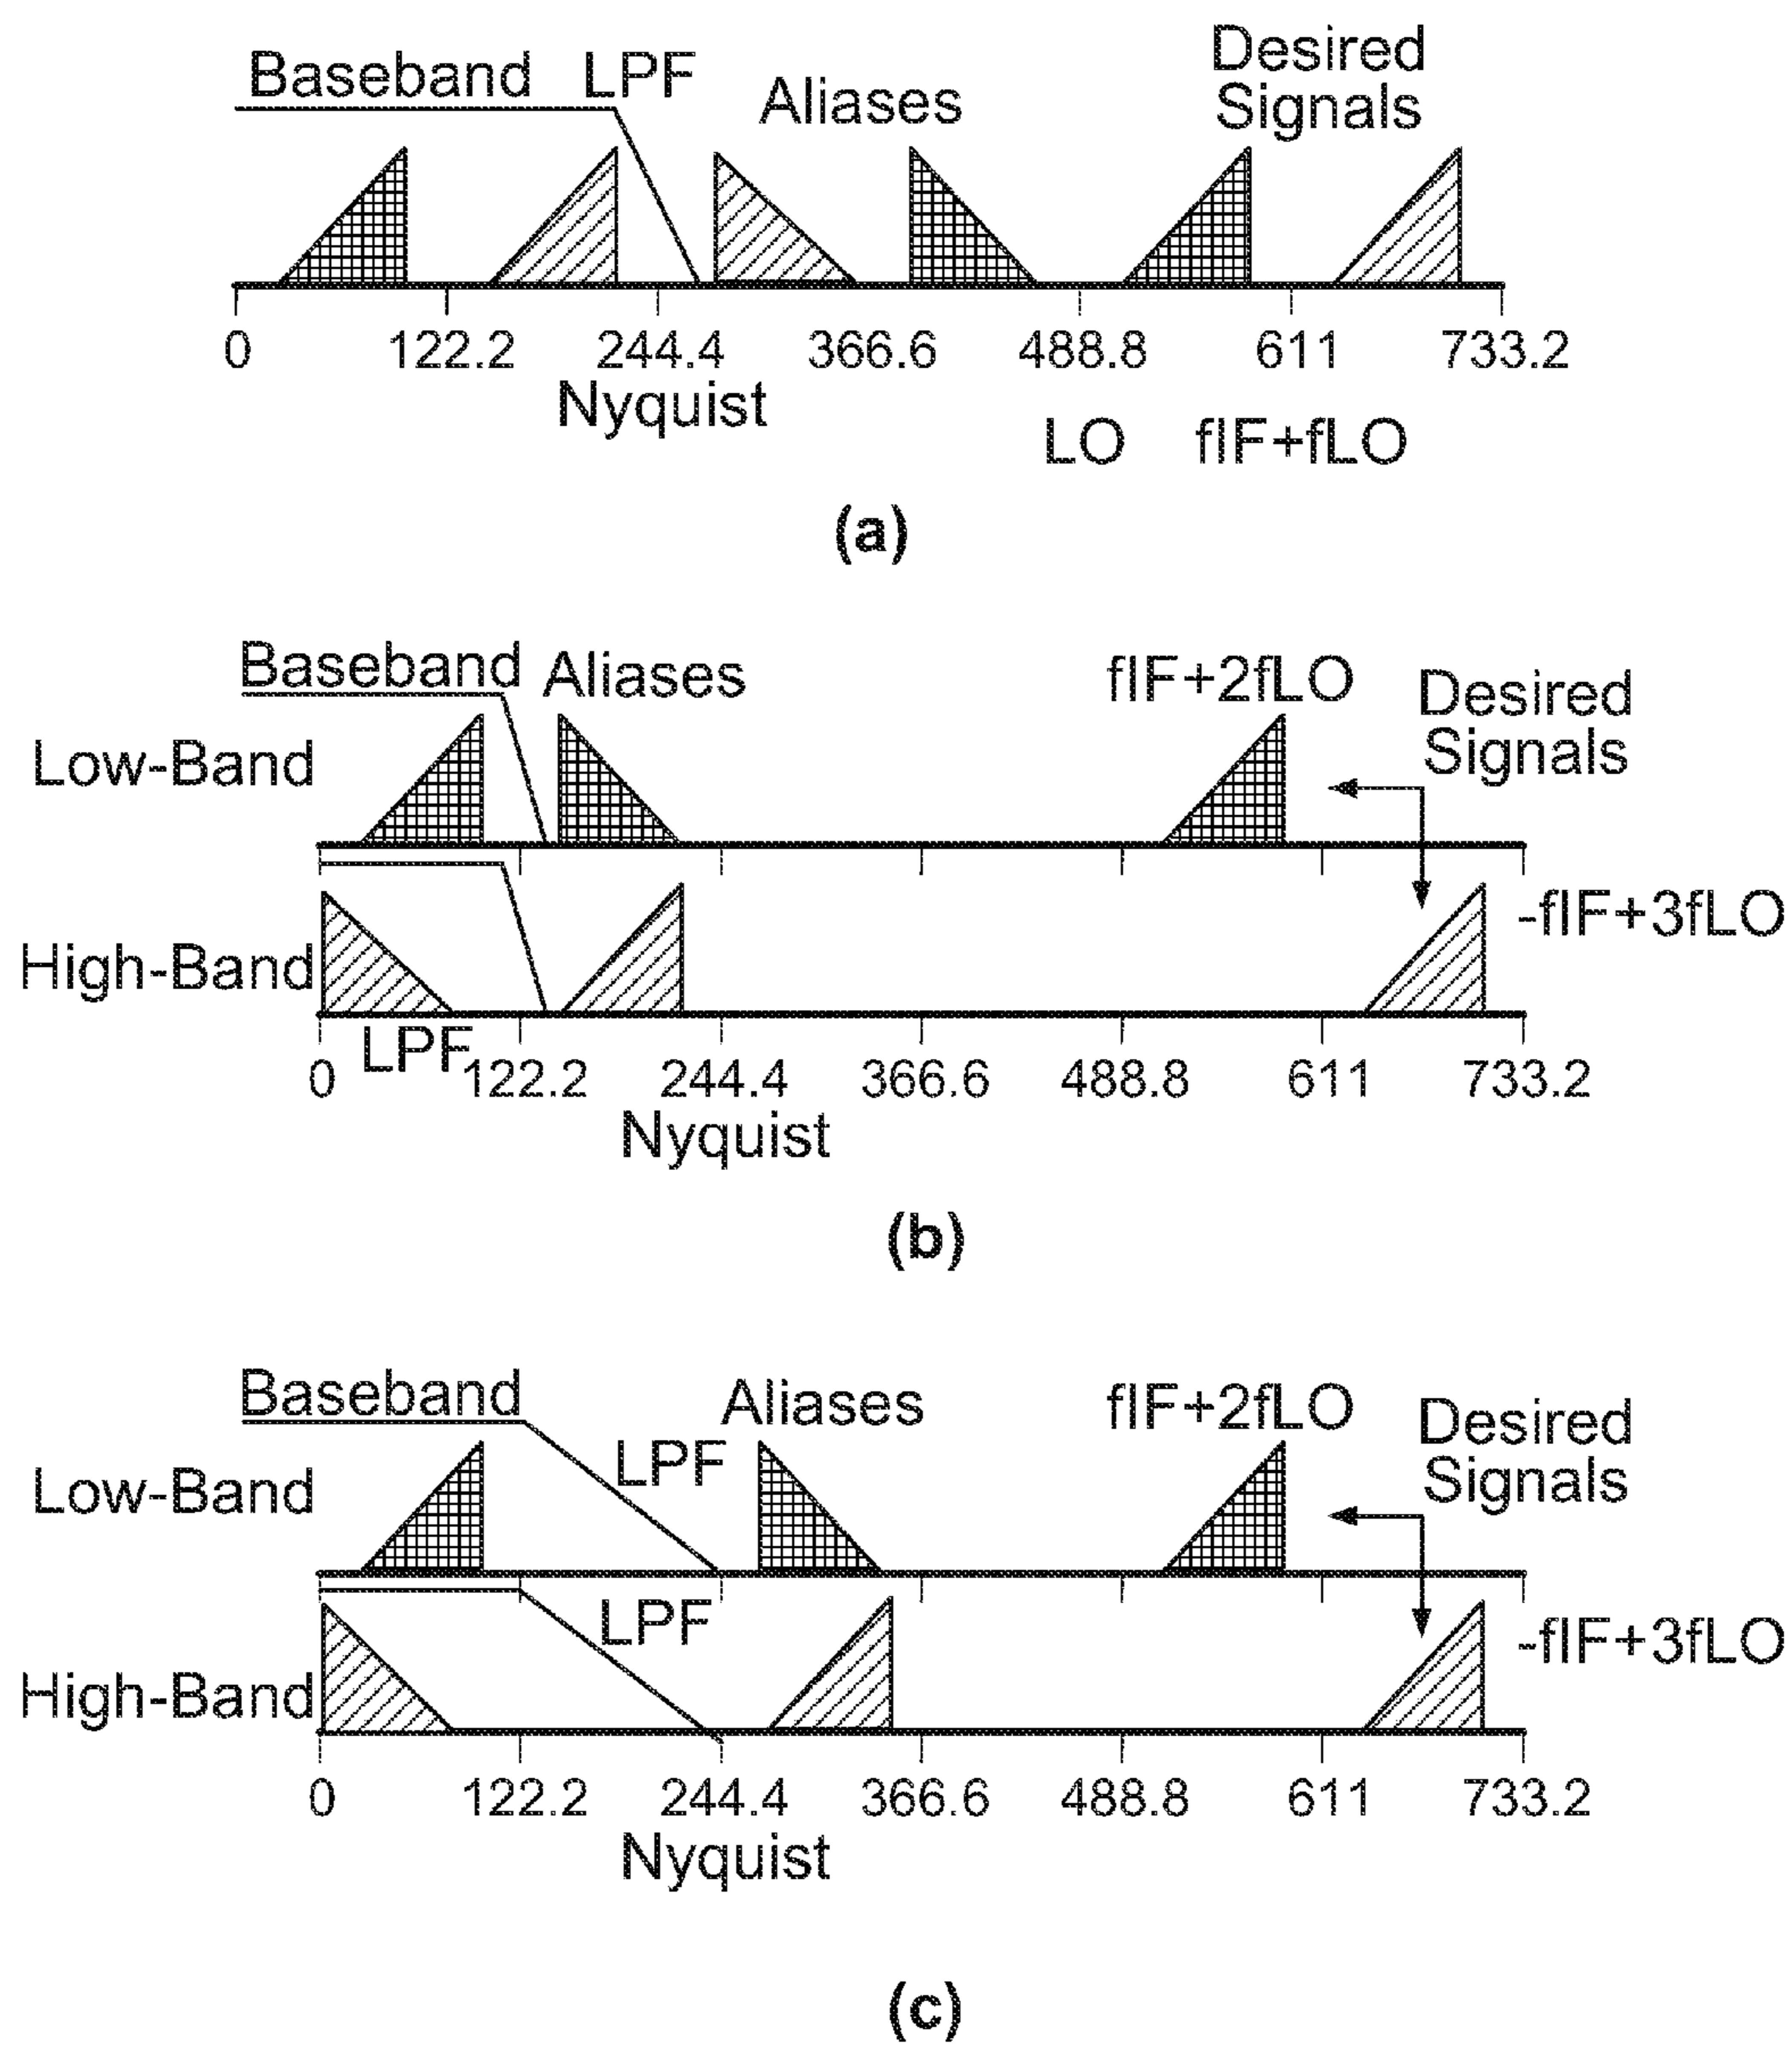 Desired
Signals
Baseband LPF
Aliases
0 122.2 244.4 366.6 488.8 611 733.2
Nyquist
LO fIF+fLO
(a)
Baseband Aliases fIF+2fLO
Desired
Signals
Low-Band
-fIF+3fLO
High-Band
LPF
0 122.2 244.4 366.6 488.8 611 733.2
Nyquist
(b)
Baseband Aliases fIF+2fLO
Desired
Signals
LPF
Low-Band
LPF
-fIF+3fLO
High-Band
0 122.2 244.4 366.6 488.8 611 733.2
Nyquist
(c)